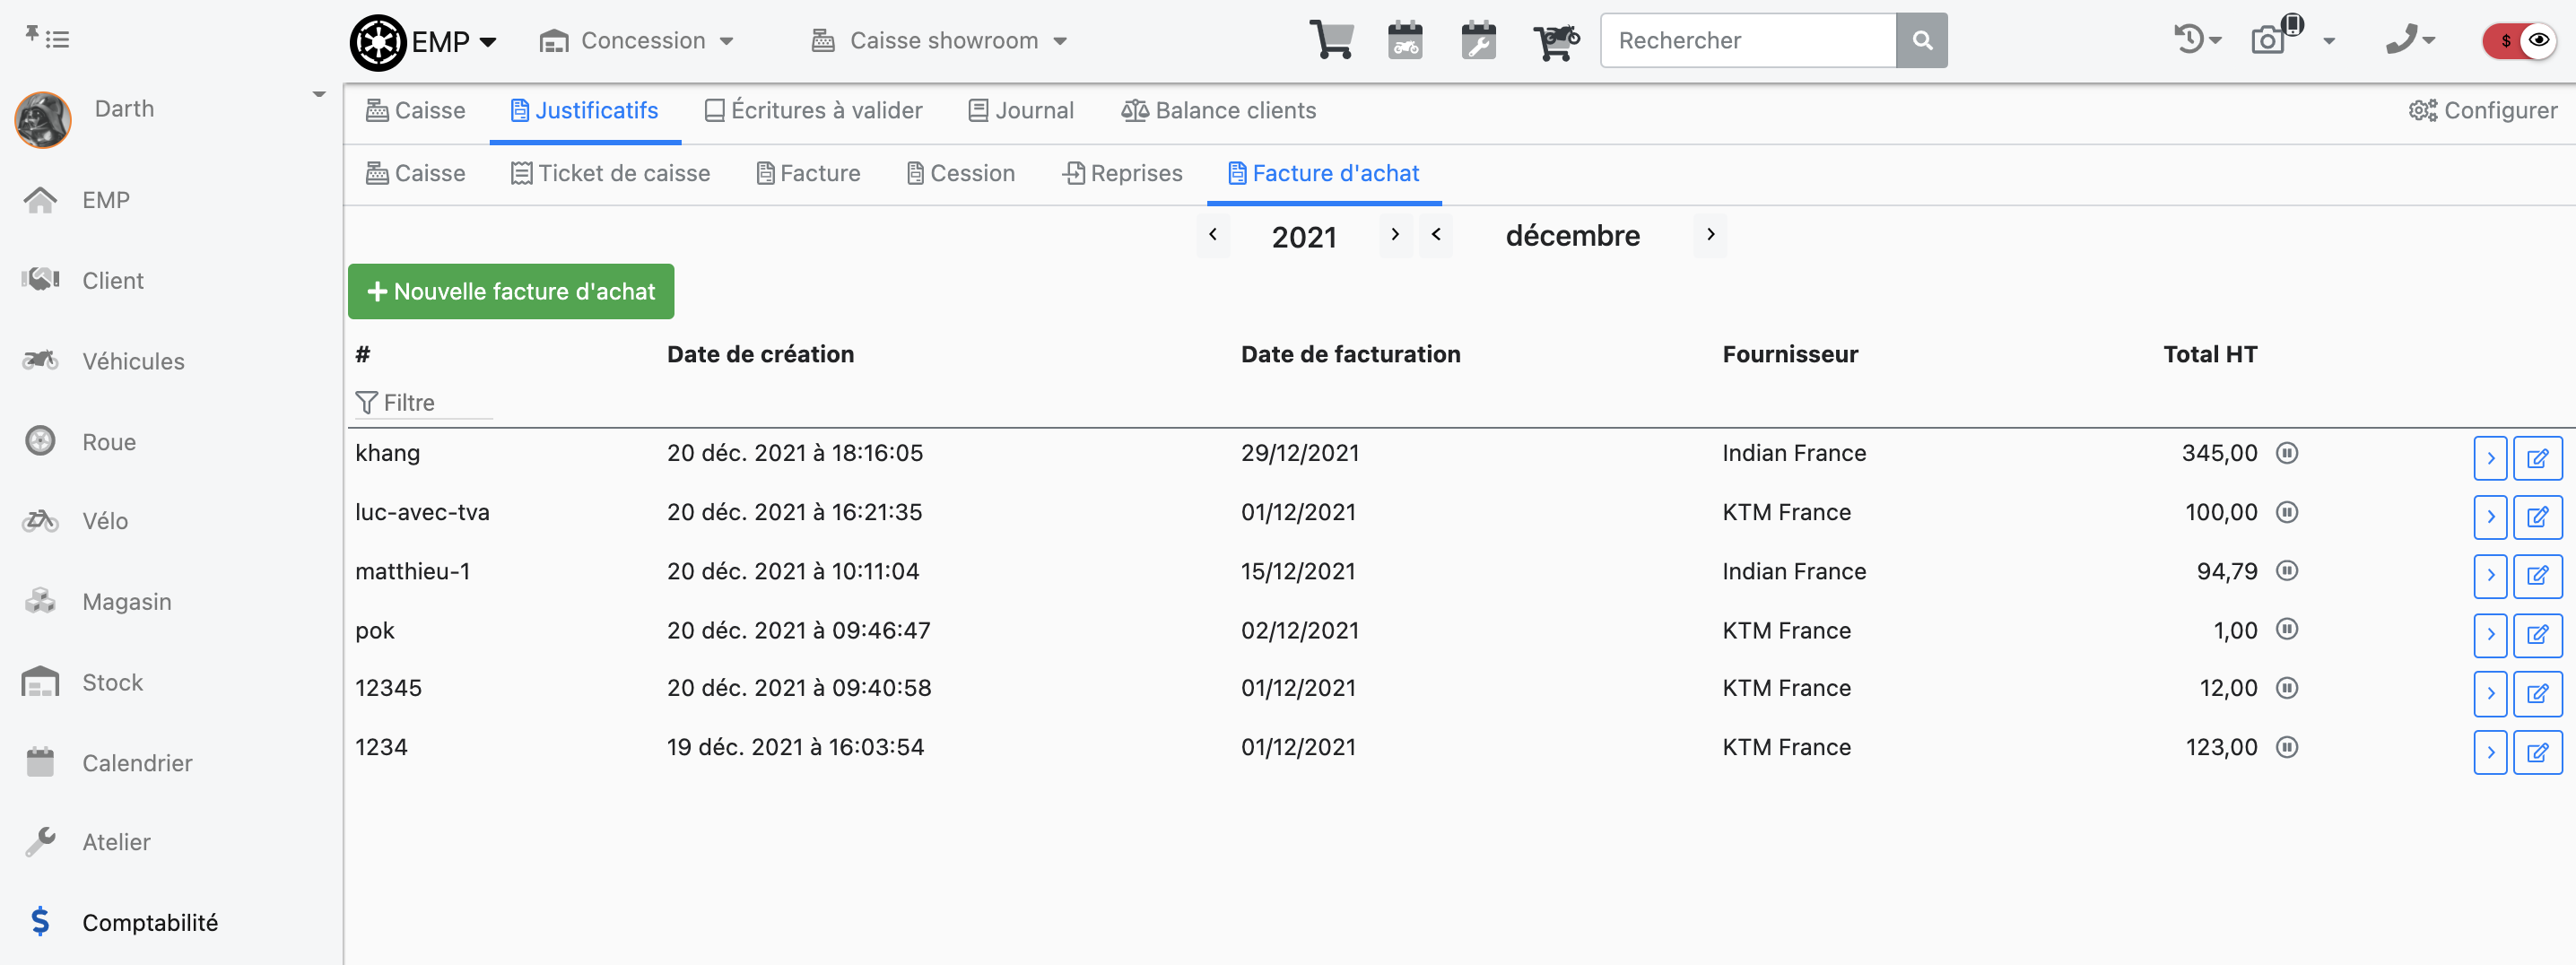 EMP
Concession
Caisse showroom
Rechercher
Darth
EMP
Client
Véhicules
Roue
Vélo
Magasin
Stock
Calendrier
Atelier
Comptabilité
Caisse Justificatifs Écritures à valider Journal Balance clients Configurer
Caisse Ticket de caisse Facture Cession Reprises Facture d'achat
2021 décembre
Nouvelle facture d'achat
# Date de création Date de facturation Fournisseur Total HT
Filtre
khang 20 déc. 2021 à 18:16:05 29/12/2021 Indian France 345,00
luc-avec-tva 20 déc. 2021 à 16:21:35 01/12/2021 KTM France 100,00
matthieu-1 20 déc. 2021 à 10:11:04 15/12/2021 Indian France 94,79
pok 20 déc. 2021 à 09:46:47 02/12/2021 KTM France 1,00
12345 20 déc. 2021 à 09:40:58 01/12/2021 KTM France 12,00
1234 19 déc. 2021 à 16:03:54 01/12/2021 KTM France 123,00